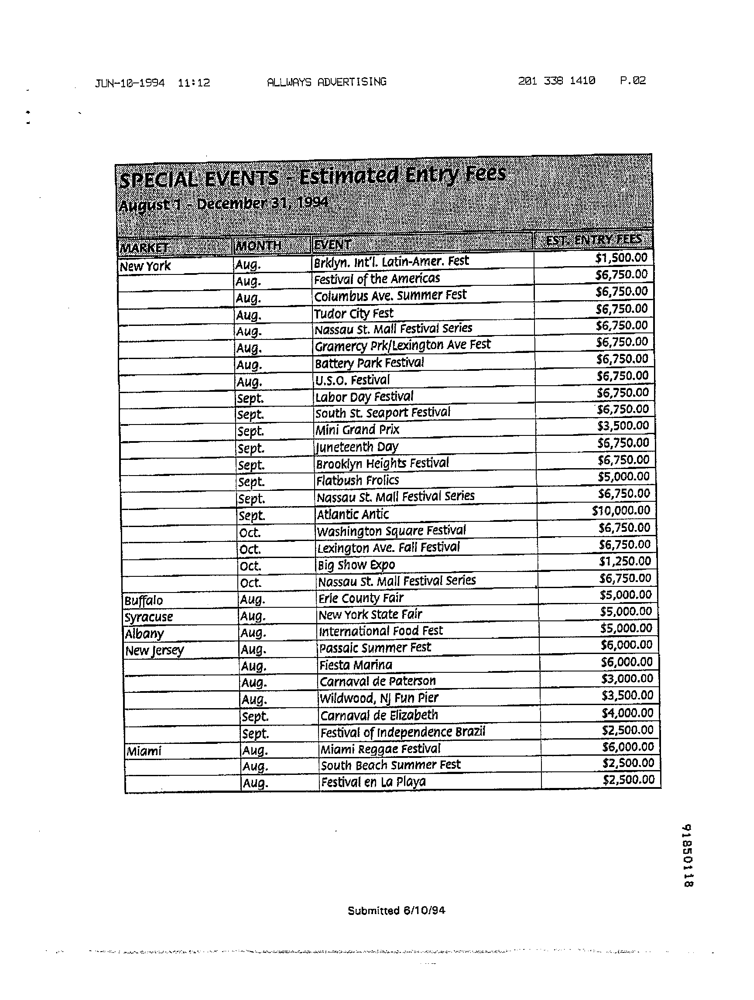 JUN-10-1994 11:12 ALLWAYS ADVERTISING 201 338 1410 P.02
SPECIAL EVENTS - Estimated Entry Fees
August 1 - December 31, 1994
MARKET MONTH EVENT EST. ENTRY FEES
New York Aug. Brklyn. Int'l. Latin-Amer. Fest $1,500.00
Aug. Festival of the Americas $6,750.00
Aug. Columbus Ave. Summer Fest $6,750.00
Aug. Tudor City Fest $6,750.00
Aug. Nassau St. Mall Festival Series $6,750.00
Aug. Gramercy Prk/Lexington Ave Fest $6,750.00
Aug. Battery Park Festival $6,750.00
Aug. U.S.O. Festival $6,750.00
Sept. Labor Day Festival $6,750.00
Sept. South St. Seaport Festival $6,750.00
Sept. Mini Grand Prix $3,500.00
Sept. Juneteenth Day $6,750.00
Sept. Brooklyn Heights Festival $6,750.00
Sept. Flatbush Frolics $5,000.00
Sept. Nassau St. Mall Festival Series $6,750.00
Sept. Atlantic Antic $10,000.00
Oct. Washington Square Festival $6,750.00
Oct. Lexington Ave. Fall Festival $6,750.00
Oct. Big Show Expo $1,250.00
Oct. Nassau St. Mall Festival Series $6,750.00
Buffalo Aug. Erie County Fair $5,000.00
Syracuse Aug. New York State Fair $5,000.00
Albany Aug. International Food Fest $5,000.00
New Jersey Aug. Passaic Summer Fest $6,000.00
Aug. Fiesta Marina $6,000.00
Aug. Carnaval de Paterson $3,000.00
Aug. Wildwood, NJ Fun Pier $3,500.00
Sept. Carnaval de Elizabeth $4,000.00
Sept. Festival of Independence Brazil $2,500.00
Miami Aug. Miami Reggae Festival $6,000.00
Aug. South Beach Summer Fest $2,500.00
Aug. Festival en La Playa $2,500.00
91850118
Submitted 6/10/94